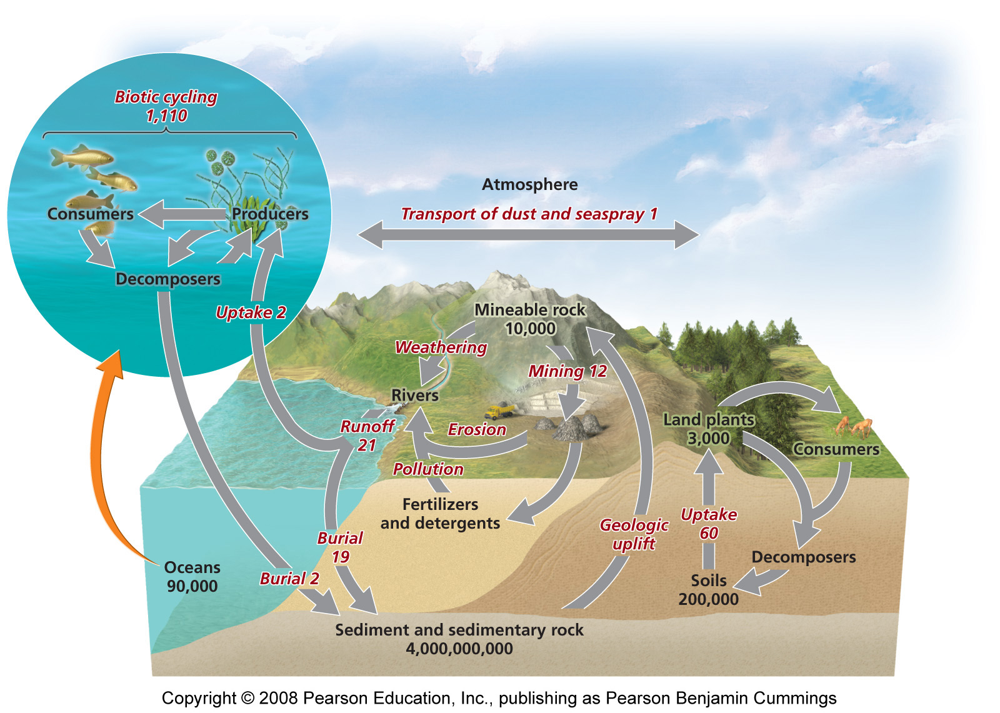 Biotic cycling
1,110
Consumers
Producers
Decomposers
Uptake 2
Atmosphere
Transport of dust and seaspray 1
Mineable rock
10,000
Weathering
Mining 12
Rivers
Runoff
21
Erosion
Pollution
Fertilizers
and detergents
Land plants
3,000
Consumers
Geologic
uplift
Uptake
60
Burial
19
Decomposers
Oceans
90,000
Burial 2
Soils
200,000
Sediment and sedimentary rock
4,000,000,000
Copyright © 2008 Pearson Education, Inc., publishing as Pearson Benjamin Cummings